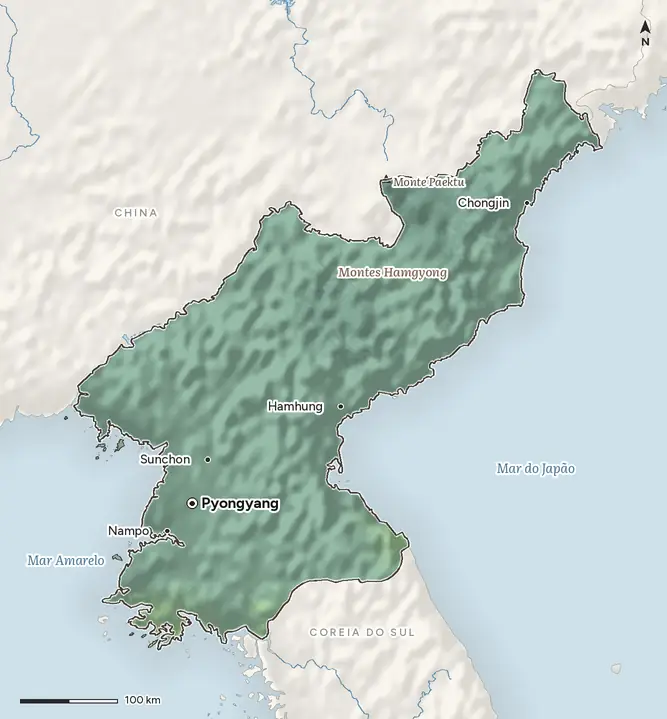 N
Monte Paektu
Chongjin
CHINA
Montes Hamgyong
Hamhung
Sunchon
Mar do Japão
Pyongyang
Nampo
Mar Amarelo
COREIA DO SUL
100 km